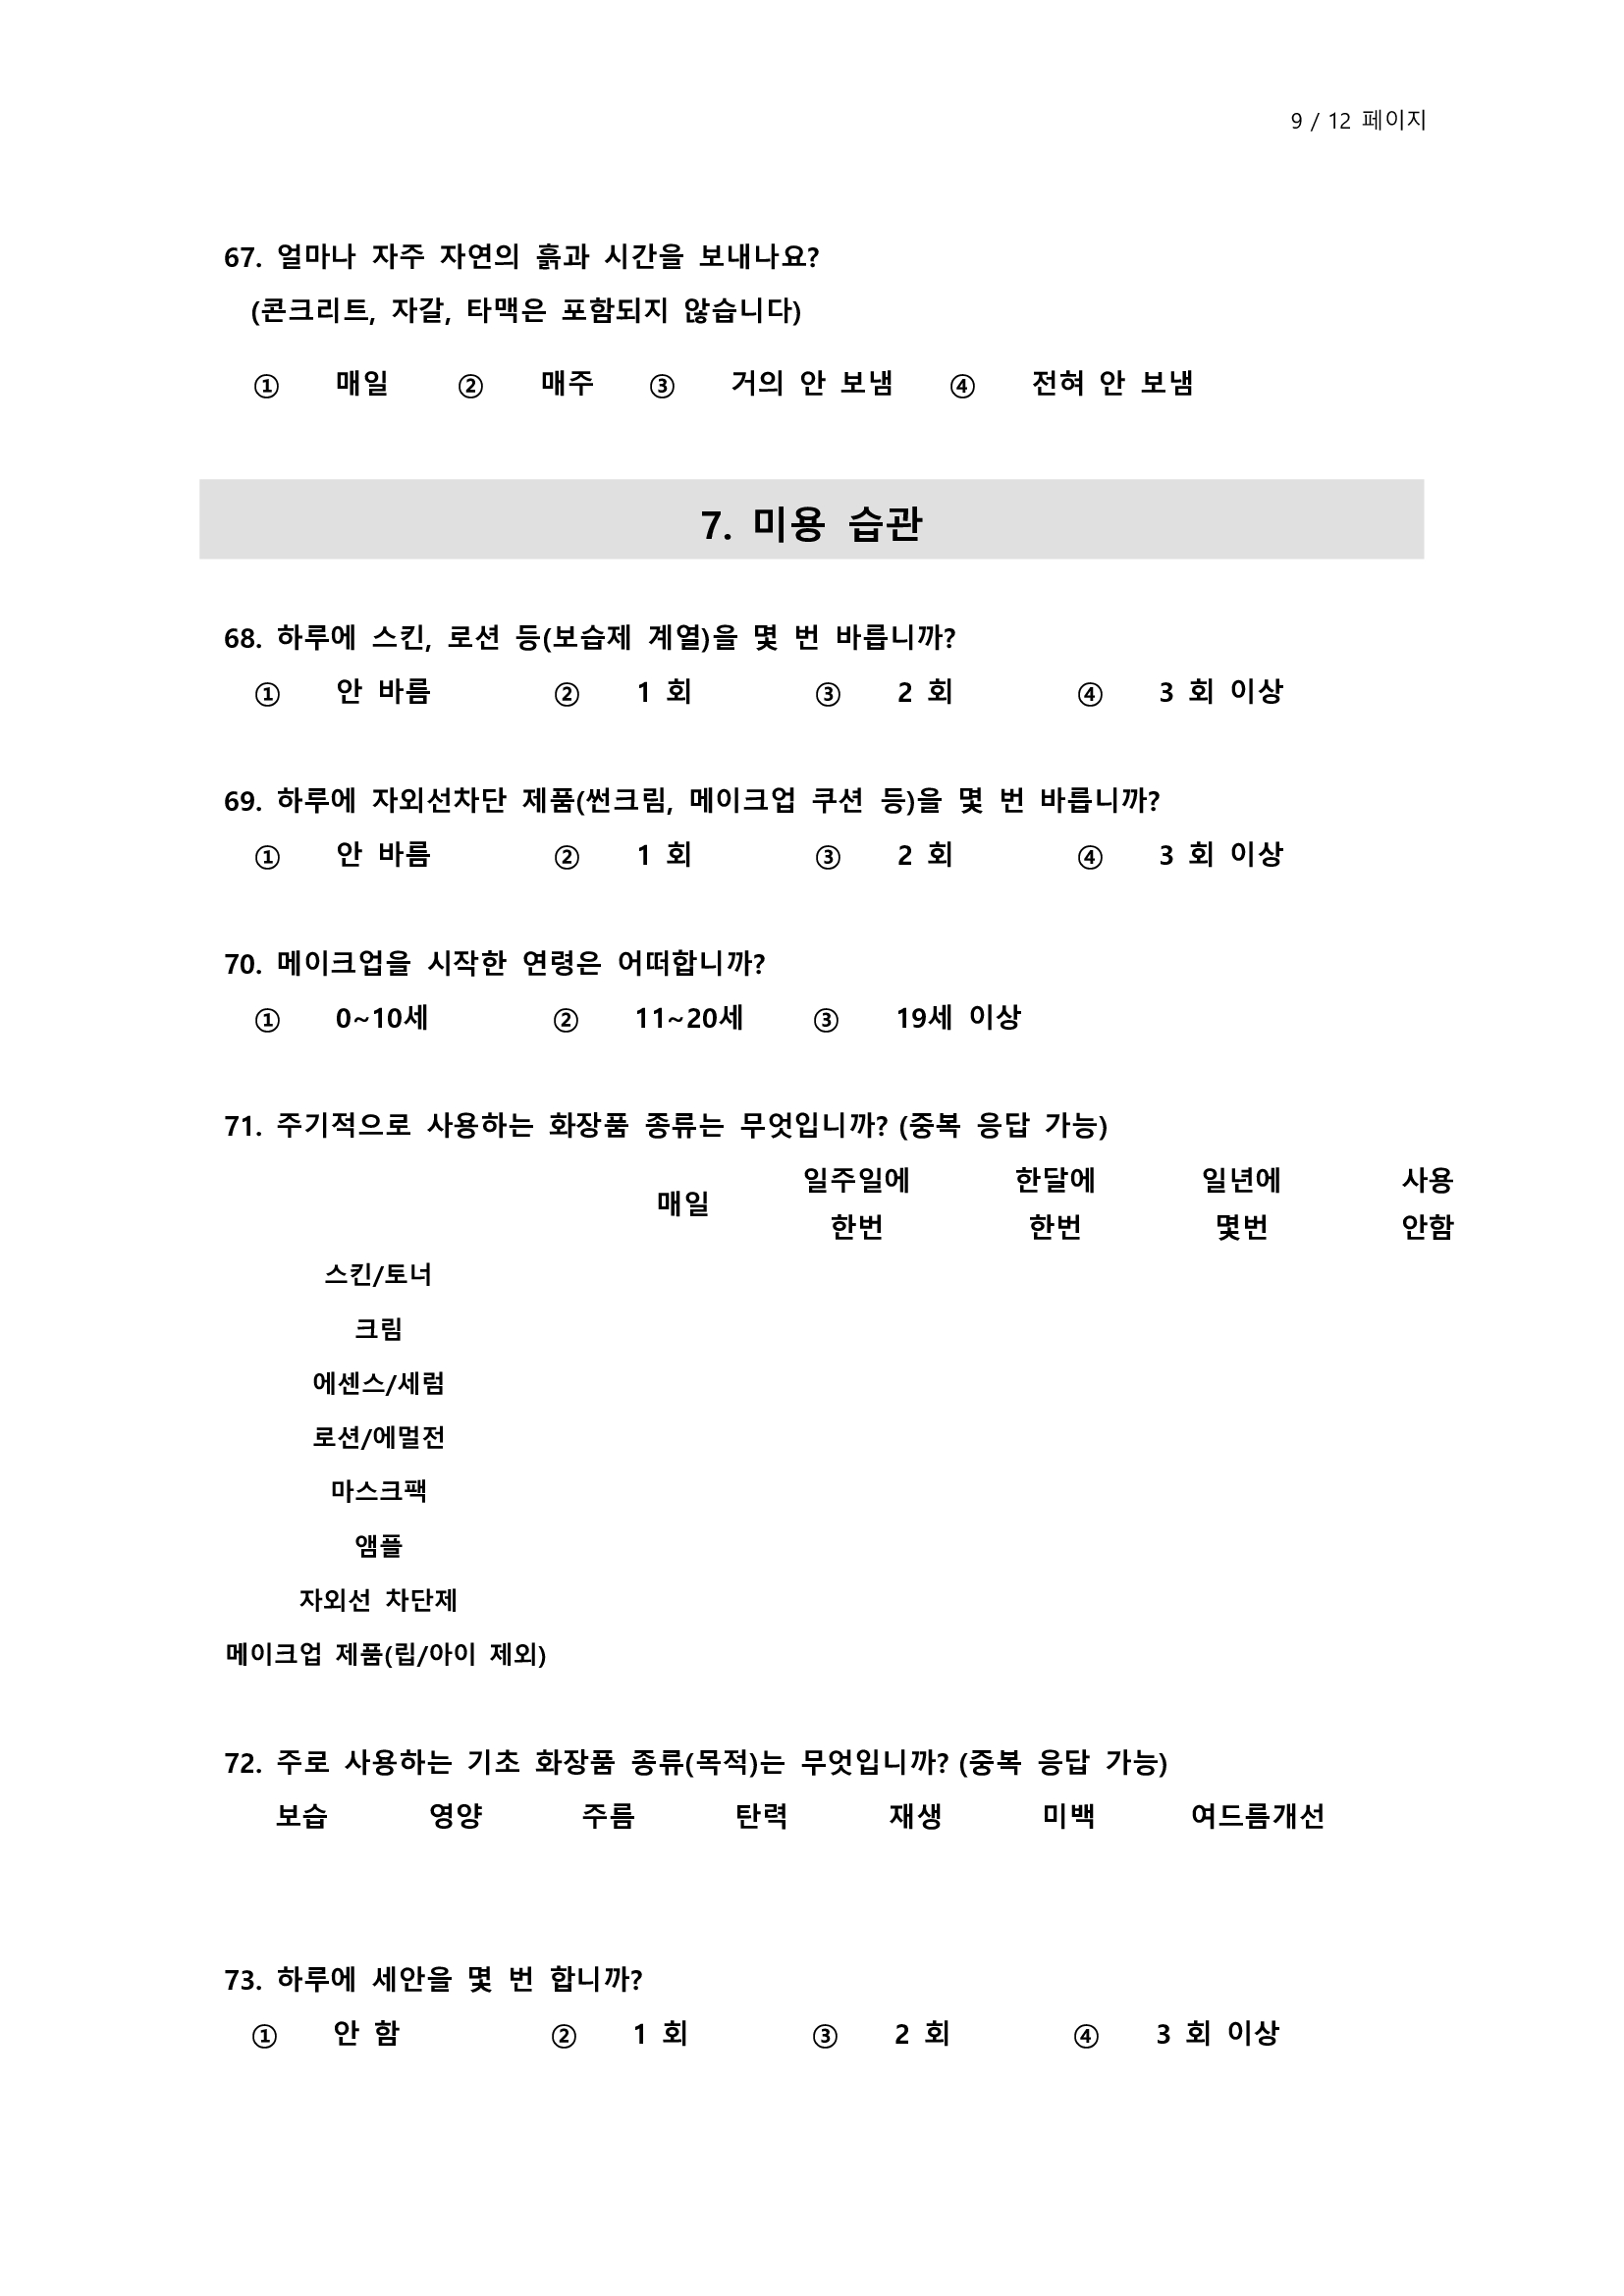 9 / 12 페이지
67. 얼마나 자주 자연의 흙과 시간을 보내나요?
(콘크리트, 자갈, 타맥은 포함되지 않습니다)
① 매일 ② 매주 ③ 거의 안 보냄 ④ 전혀 안 보냄
7. 미용 습관
68. 하루에 스킨, 로션 등(보습제 계열)을 몇 번 바릅니까?
① 안 바름 ② 1 회 ③ 2 회 ④ 3 회 이상
69. 하루에 자외선차단 제품(썬크림, 메이크업 쿠션 등)을 몇 번 바릅니까?
① 안 바름 ② 1 회 ③ 2 회 ④ 3 회 이상
70. 메이크업을 시작한 연령은 어떠합니까?
① 0~10세 ② 11~20세 ③ 19세 이상
71. 주기적으로 사용하는 화장품 종류는 무엇입니까? (중복 응답 가능)
매일 일주일에 한달에 일년에 사용
한번 한번 몇번 안함
스킨/토너
크림
에센스/세럼
로션/에멀전
마스크팩
앰플
자외선 차단제
메이크업 제품(립/아이 제외)
72. 주로 사용하는 기초 화장품 종류(목적)는 무엇입니까? (중복 응답 가능)
보습 영양 주름 탄력 재생 미백 여드름개선
73. 하루에 세안을 몇 번 합니까?
① 안 함 ② 1 회 ③ 2 회 ④ 3 회 이상